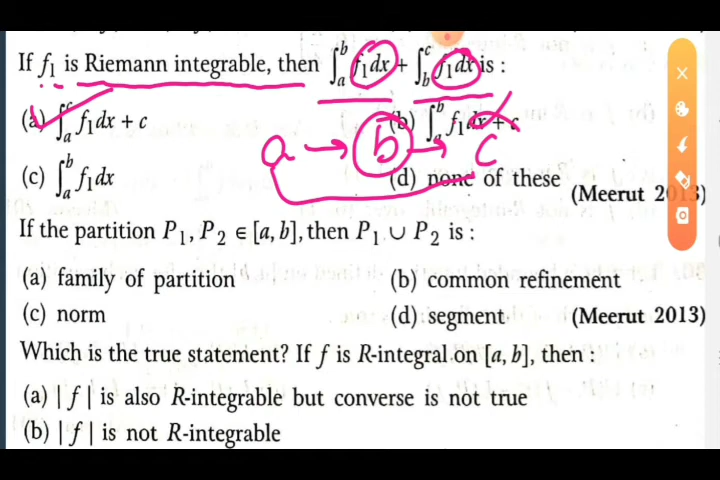 If f₁ is Riemann integrable, then ∫ₐᵇ f₁dx + ∫_b^c f₁dx is :
(a) ∫ₐᶜ f₁dx + c (b) ∫ₐᵇ f₁dx + c
a → b → c
(c) ∫ₐᵇ f₁dx (d) none of these
(Meerut 2013)
If the partition P₁, P₂ ∈ [a, b], then P₁ ∪ P₂ is :
(a) family of partition (b) common refinement
(c) norm (d) segment (Meerut 2013)
Which is the true statement? If f is R-integral on [a, b], then :
(a) | f | is also R-integrable but converse is not true
(b) | f | is not R-integrable